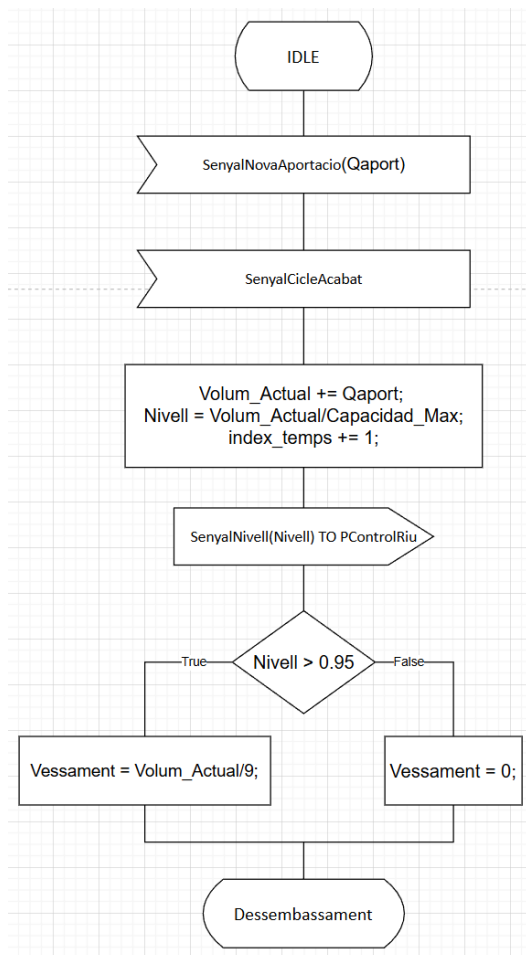 IDLE
SenyalNovaAportacio(Qaport)
SenyalCicleAcabat
Volum_Actual += Qaport;
Nivell = Volum_Actual/Capacidad_Max;
index_temps += 1;
SenyalNivell(Nivell) TO PControlRiu
Nivell > 0.95
True
False
Vessament = Volum_Actual/9;
Vessament = 0;
Dessembassament